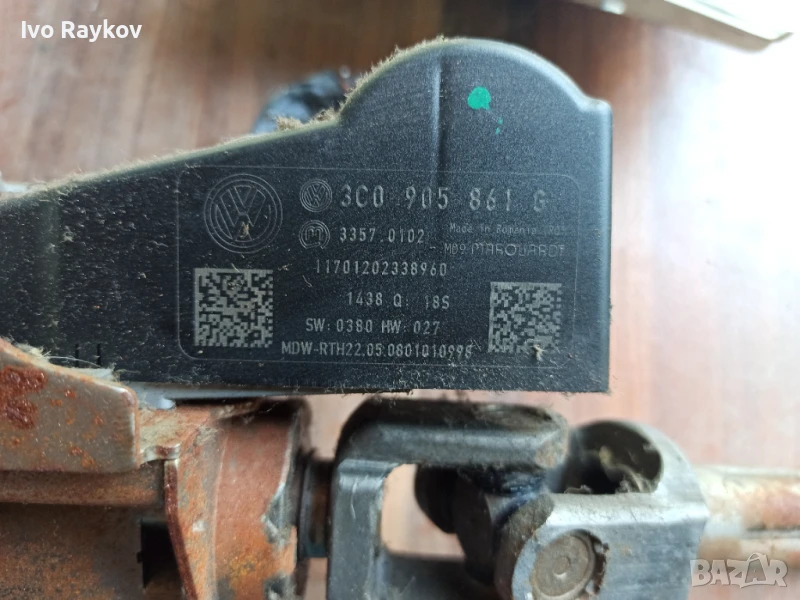 Ivo Raykov
3C0 905 861 G
3357.0102 Made in Romania
MARQUARDT
11701202338960
1438 Q: 18S
SW: 0380 HW: 027
MDW-RTH22.05.0801010998
BAZAR